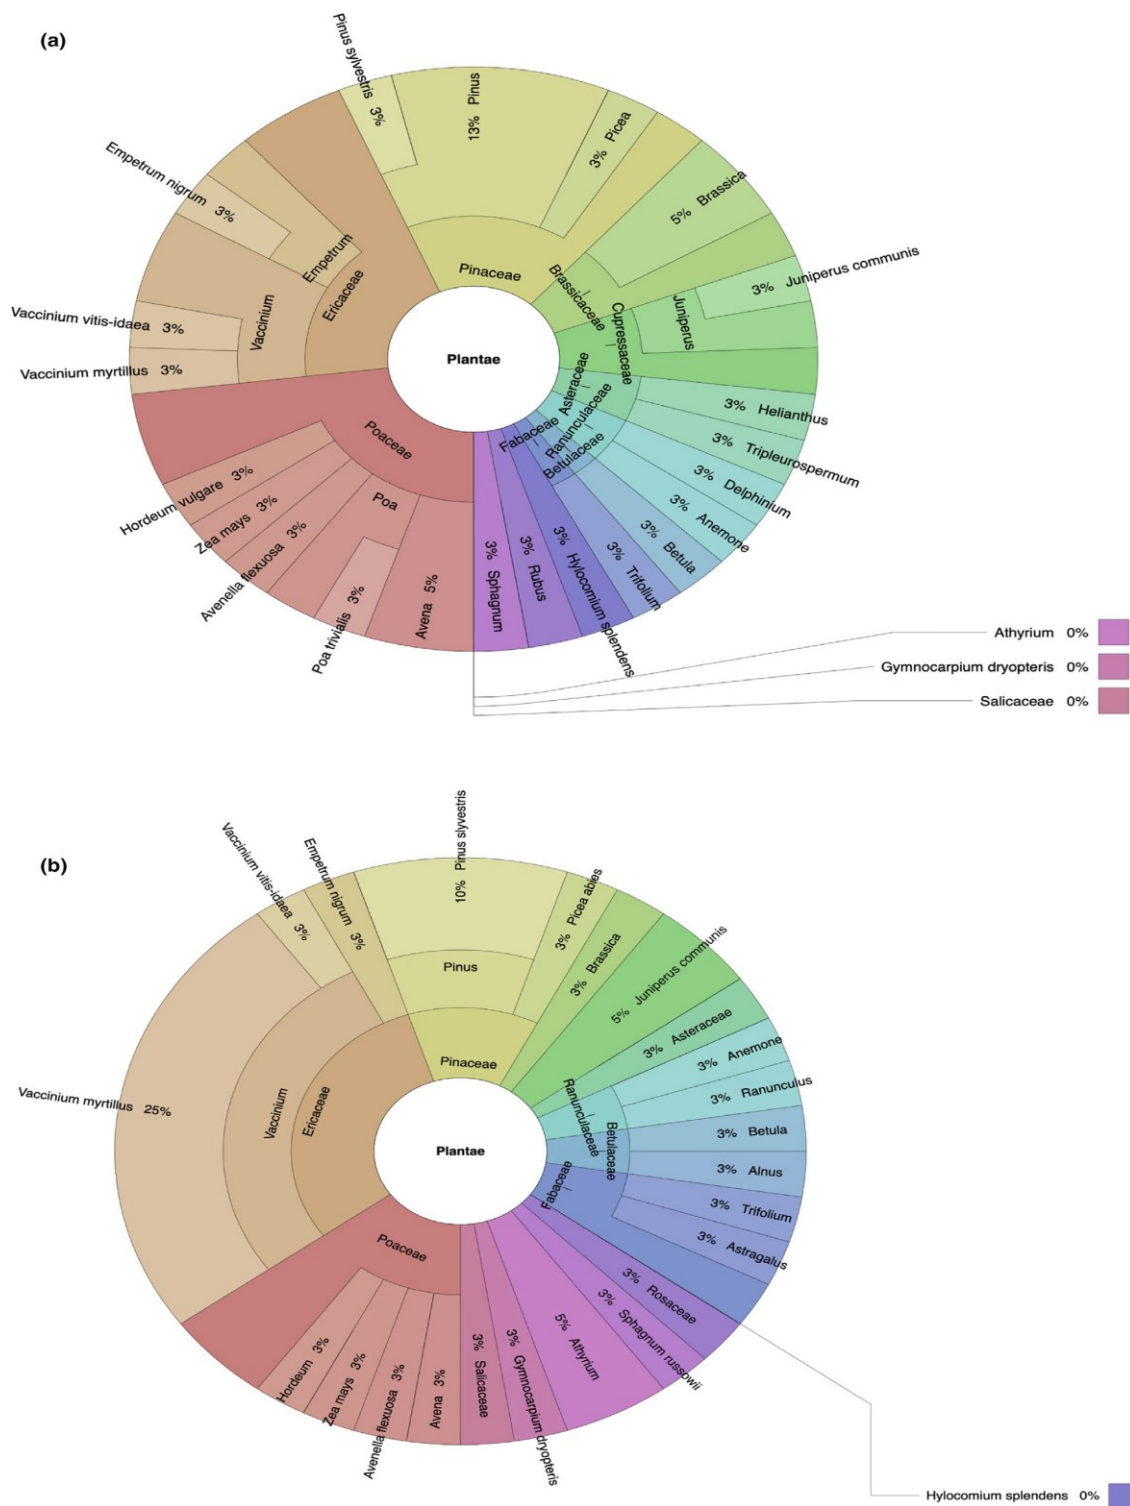 (a)
Pinus sylvestris 3%
13% Pinus
3% Picea
Empetrum nigrum 3%
Empetrum
Ericaceae
Pinaceae
5% Brassica
Brassicaceae
3% Juniperus communis
Juniperus
Cupressaceae
Vaccinium
Vaccinium vitis-idaea 3%
Vaccinium myrtillus 3%
Plantae
Asteraceae
3% Helianthus
3% Tripleurospermum
Ranunculaceae
3% Delphinium
3% Anemone
Betulaceae
3% Betula
Fabaceae
3% Trifolium
Poaceae
Hordeum vulgare 3%
Zea mays 3%
Avenella flexuosa 3%
Poa
Poa trivialis 3%
Avena 5%
3% Sphagnum
3% Rubus
3% Hylocomium splendens
Athyrium 0%
Gymnocarpium dryopteris 0%
Salicaceae 0%
(b)
Vaccinium vitis-idaea 3%
Empetrum nigrum 3%
10% Pinus slyvestris
Pinus
3% Picea abies
Pinaceae
3% Brassica
5% Juniperus communis
3% Asteraceae
3% Anemone
3% Ranunculus
Ranunculaceae
Betulaceae
3% Betula
3% Alnus
Fabaceae
3% Trifolium
3% Astragalus
Vaccinium myrtillus 25%
Vaccinium
Ericaceae
Plantae
Poaceae
Hordeum 3%
Zea mays 3%
Avenella flexuosa 3%
Avena 3%
3% Salicaceae
3% Gymnocarpium dryopteris
5% Athyrium
3% Sphagnum russowii
3% Rosaceae
Hylocomium splendens 0%